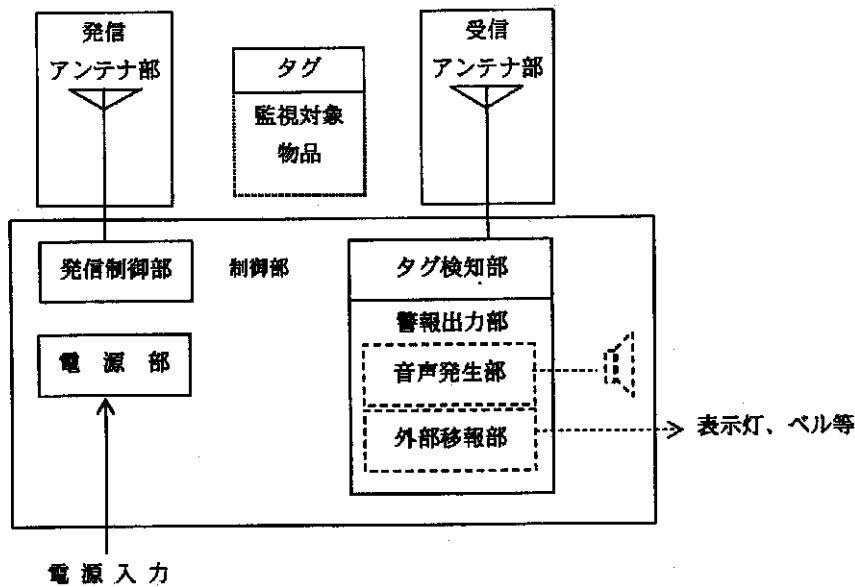 発信
アンテナ部
タグ
監視対象
物品
受信
アンテナ部
発信制御部
制御部
タグ検知部
警報出力部
電源部
音声発生部
外部移報部
表示灯、ベル等
電源入力